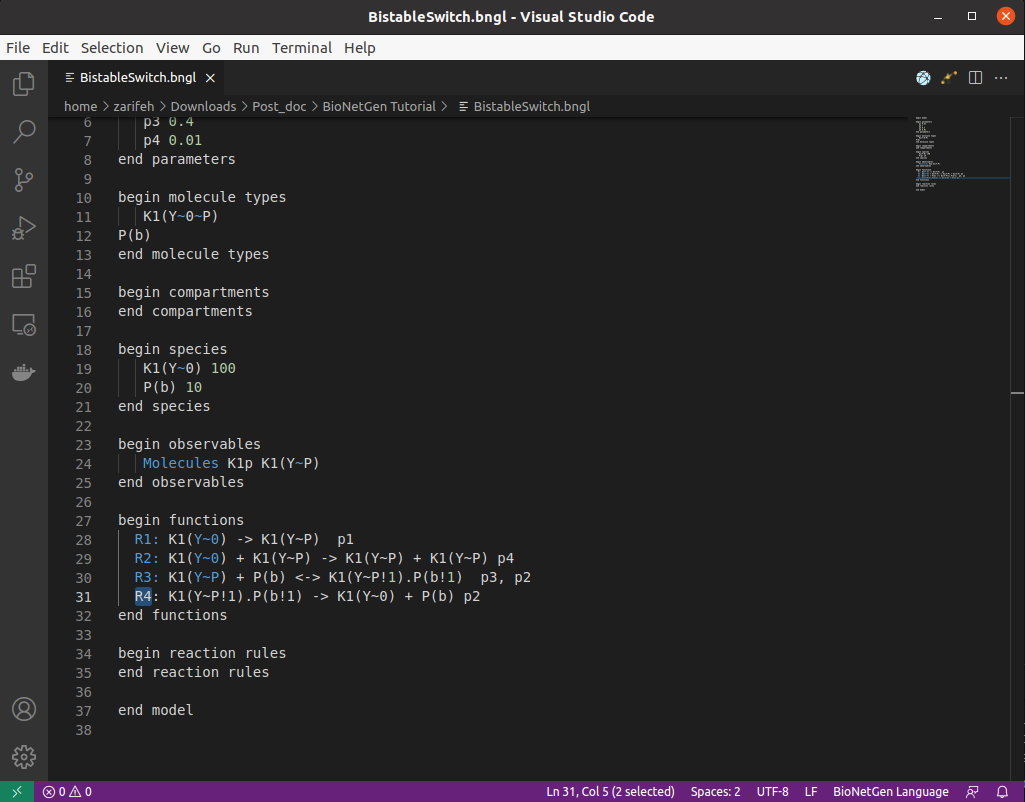 BistableSwitch.bngl - Visual Studio Code
File Edit Selection View Go Run Terminal Help
BistableSwitch.bngl
home > zarifeh > Downloads > Post_doc > BioNetGen Tutorial > BistableSwitch.bngl
6 p3 0.4
7 p4 0.01
8 end parameters
9
10 begin molecule types
11 K1(Y~0~P)
12 P(b)
13 end molecule types
14
15 begin compartments
16 end compartments
17
18 begin species
19 K1(Y~0) 100
20 P(b) 10
21 end species
22
23 begin observables
24 Molecules K1p K1(Y~P)
25 end observables
26
27 begin functions
28 R1: K1(Y~0) -> K1(Y~P)  p1
29 R2: K1(Y~0) + K1(Y~P) -> K1(Y~P) + K1(Y~P) p4
30 R3: K1(Y~P) + P(b) <-> K1(Y~P!1).P(b!1)  p3, p2
31 R4: K1(Y~P!1).P(b!1) -> K1(Y~0) + P(b) p2
32 end functions
33
34 begin reaction rules
35 end reaction rules
36
37 end model
38
0 0 Ln 31, Col 5 (2 selected) Spaces: 2 UTF-8 LF BioNetGen Language